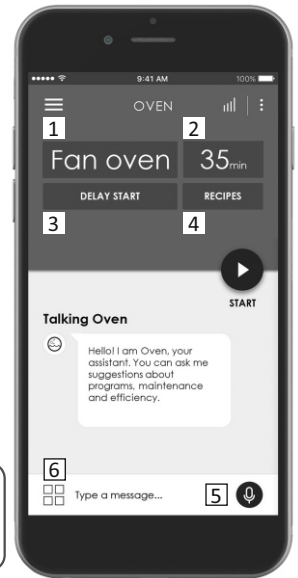 9:41 AM 100%
OVEN
1 2
Fan oven 35min
DELAY START RECIPES
3 4
START
Talking Oven
Hello! I am Oven, your
assistant. You can ask me
suggestions about
programs, maintenance
and efficiency.
6
Type a message... 5